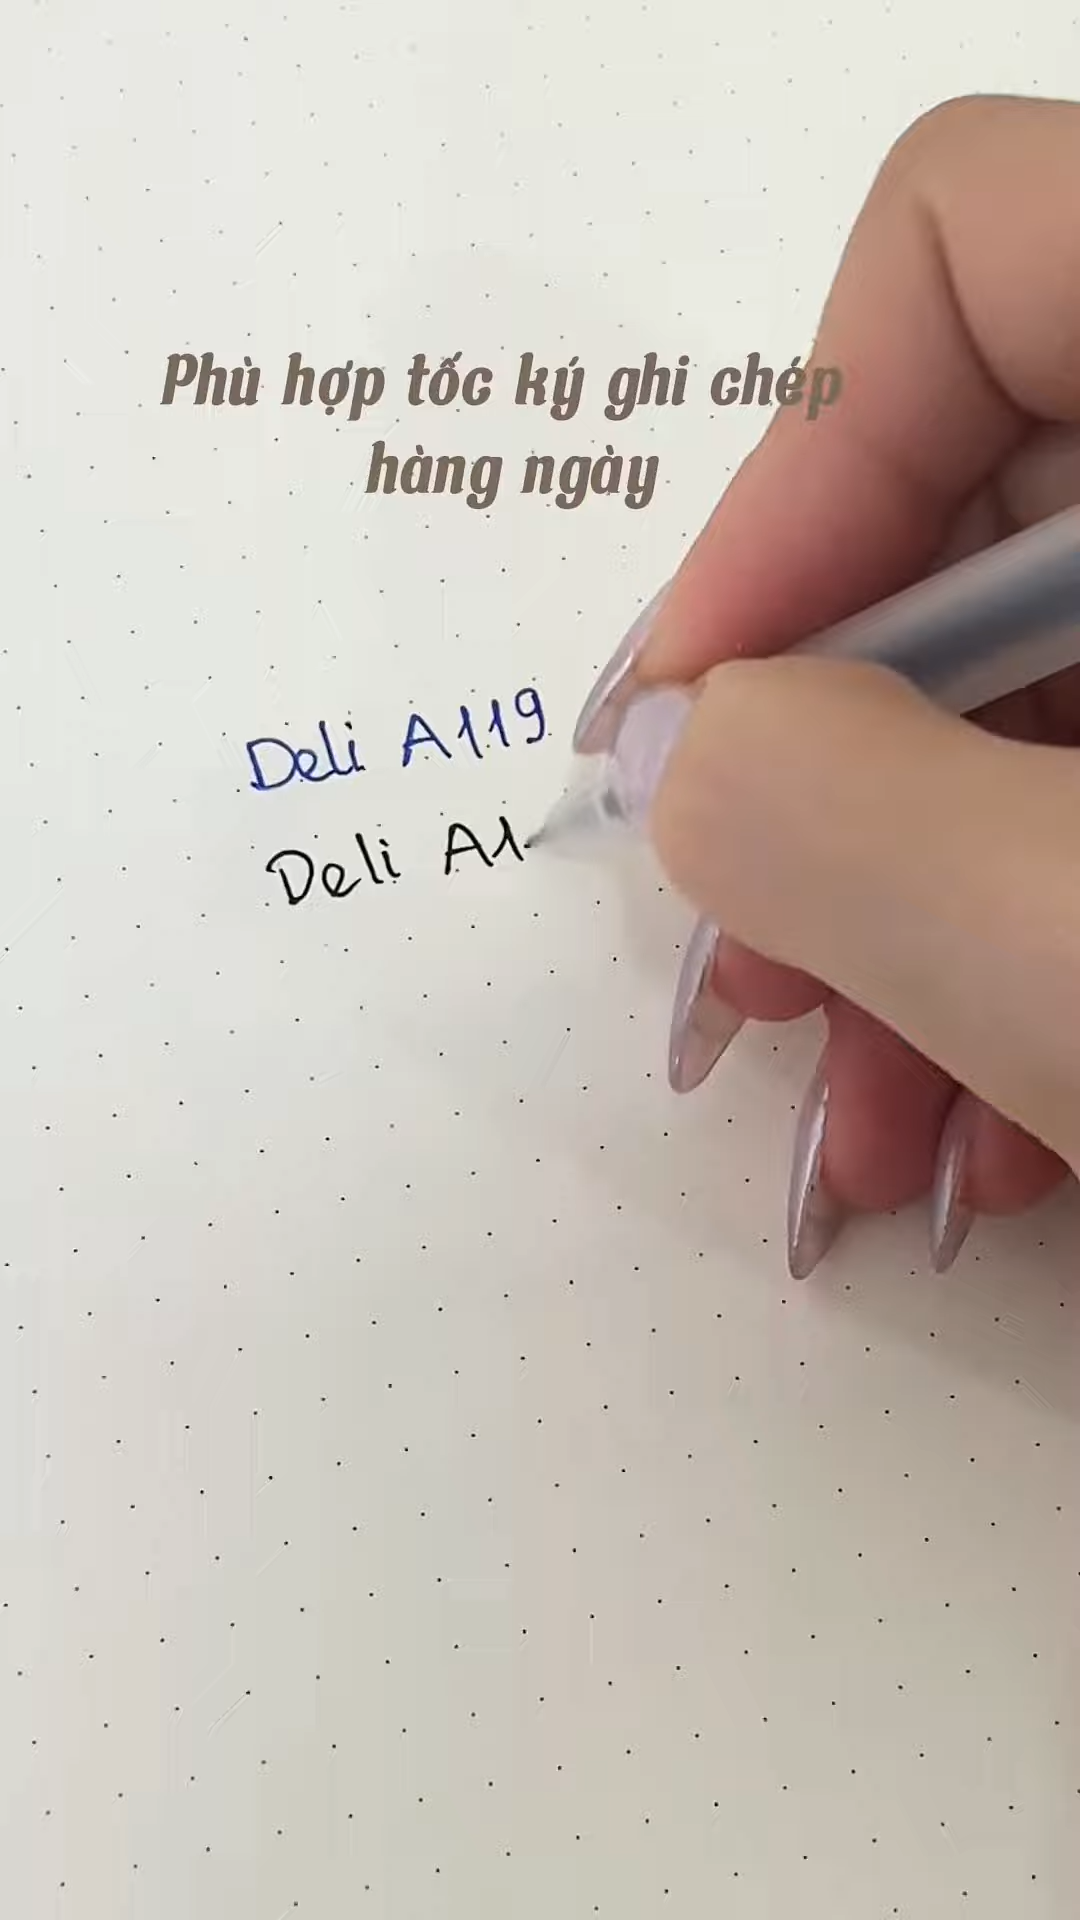 Phù hợp tốc ký ghi chép
hàng ngày
Deli A119
Deli A1